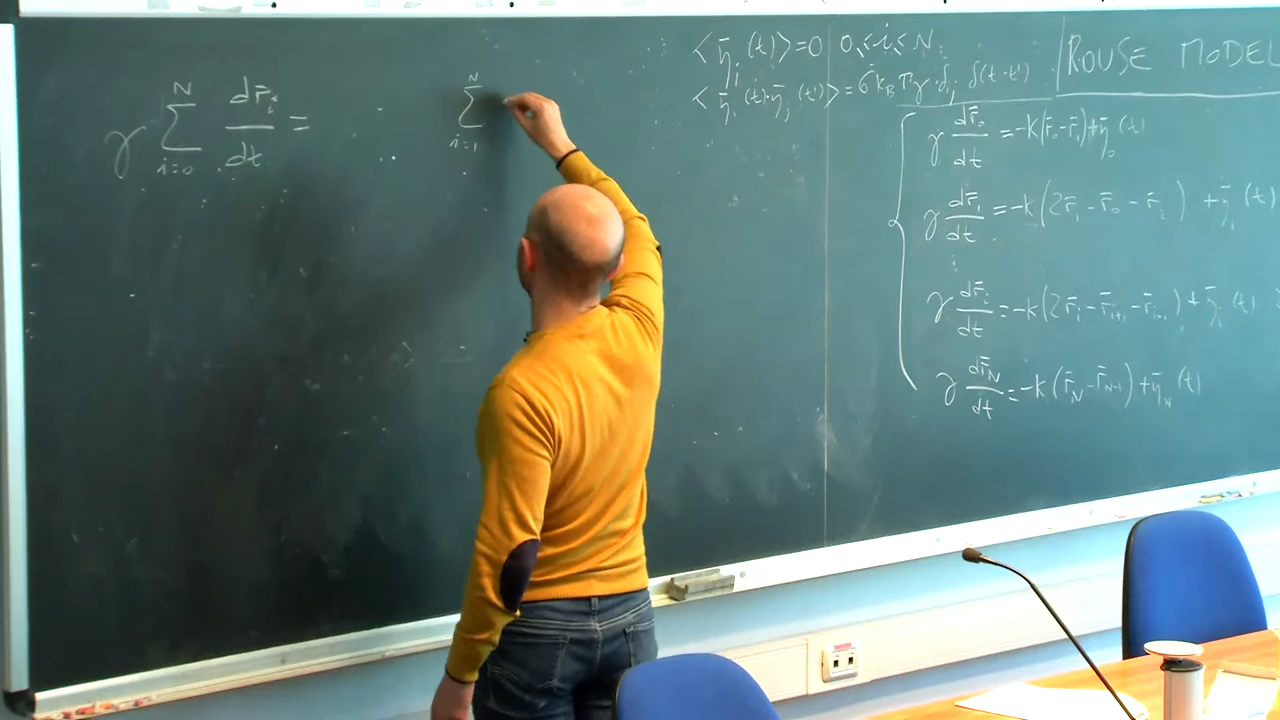 γ Σ_{i=0}^{N} dr̄_i/dt =
Σ_{i=1}^{N}
<η̄_i(t)>=0 0≤i≤N
<η̄_i(t)·η̄_j(t')>=6k_BTγ·δ_ij δ(t-t')
ROUSE MODEL
γ dr̄_0/dt =-k(r̄_0-r̄_1)+η̄_0(t)
γ dr̄_1/dt =-k(2r̄_1-r̄_0-r̄_2)+η̄_1(t)
⋮
γ dr̄_i/dt =-k(2r̄_i-r̄_{i+1}-r̄_{i-1})+η̄_i(t)
γ dr̄_N/dt =-k(r̄_N-r̄_{N-1})+η̄_N(t)